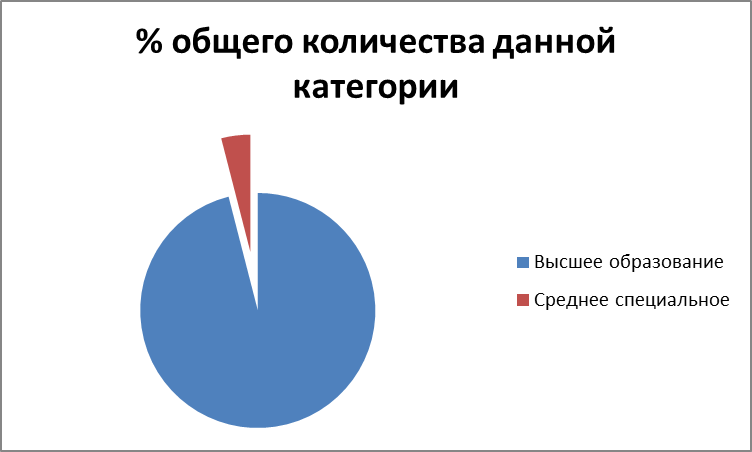 % общего количества данной
категории
Высшее образование
Среднее специальное